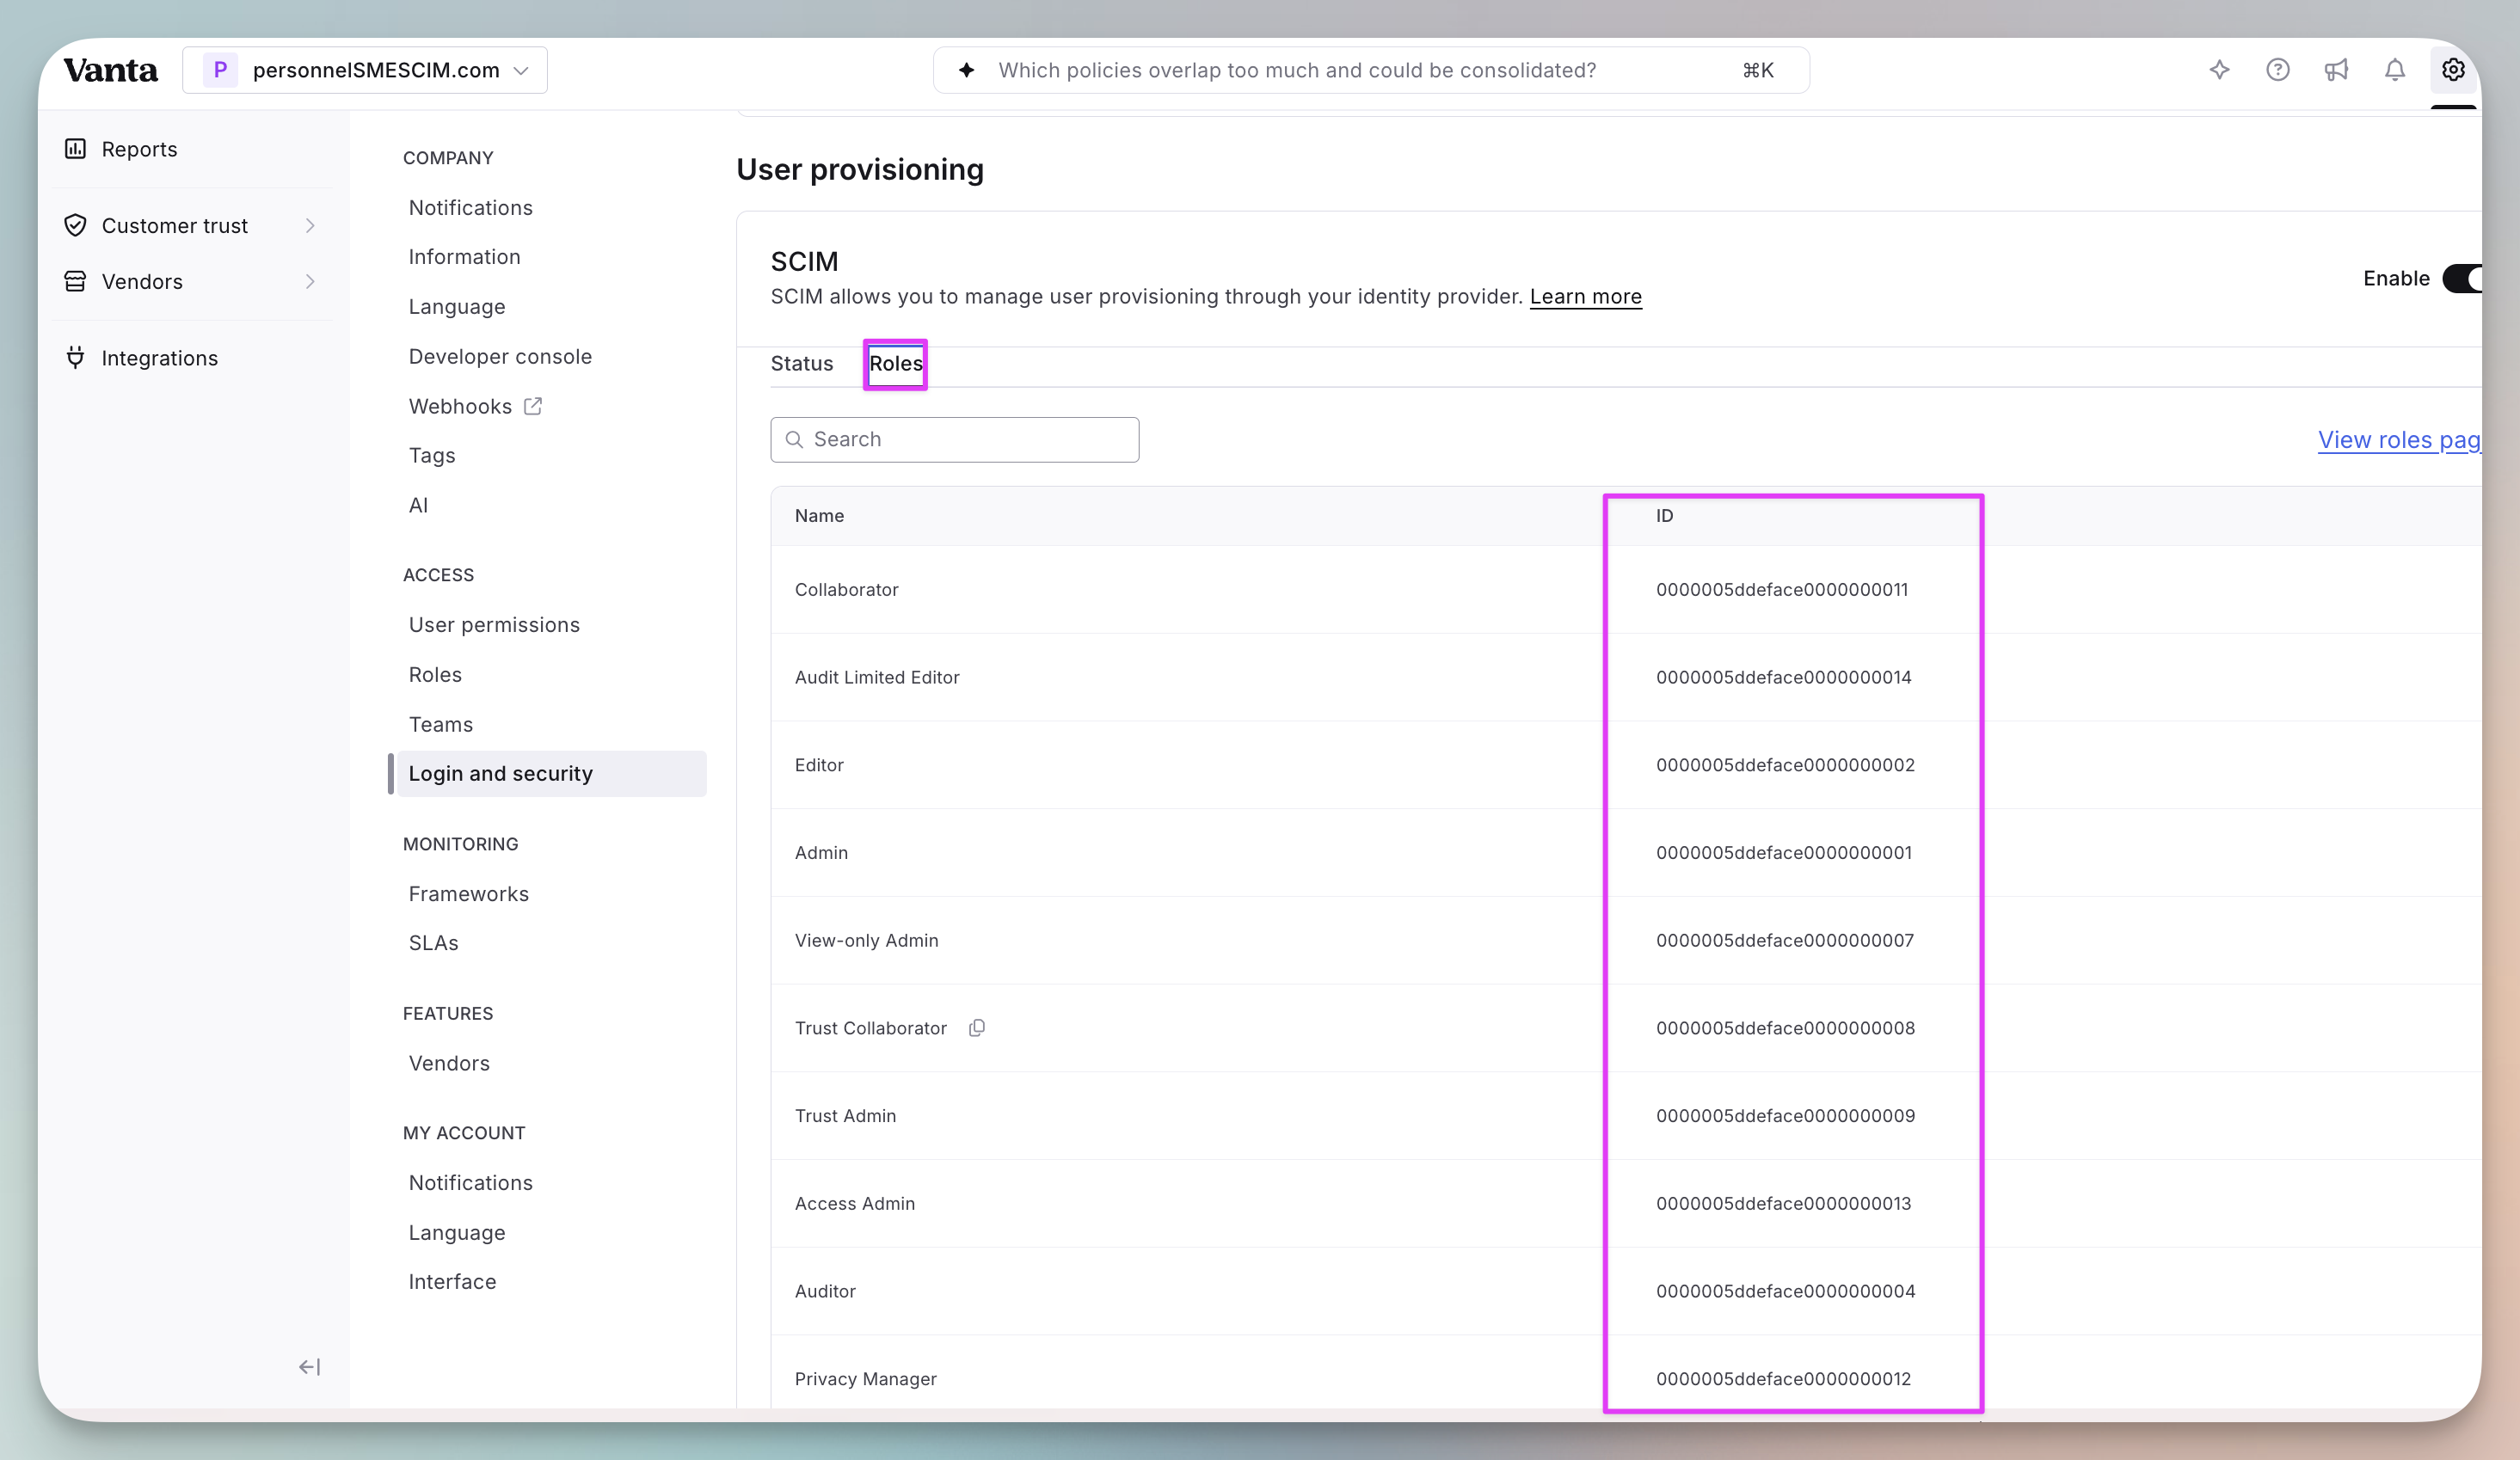 Vanta
P personnelSMESCIM.com
Which policies overlap too much and could be consolidated? ⌘K
Reports
Customer trust
Vendors
Integrations
COMPANY
Notifications
Information
Language
Developer console
Webhooks
Tags
AI
ACCESS
User permissions
Roles
Teams
Login and security
MONITORING
Frameworks
SLAs
FEATURES
Vendors
MY ACCOUNT
Notifications
Language
Interface
User provisioning
SCIM
SCIM allows you to manage user provisioning through your identity provider. Learn more
Enable
Status Roles
Search
View roles pag
Name ID
Collaborator 0000005ddeface0000000011
Audit Limited Editor 0000005ddeface0000000014
Editor 0000005ddeface0000000002
Admin 0000005ddeface0000000001
View-only Admin 0000005ddeface0000000007
Trust Collaborator 0000005ddeface0000000008
Trust Admin 0000005ddeface0000000009
Access Admin 0000005ddeface0000000013
Auditor 0000005ddeface0000000004
Privacy Manager 0000005ddeface0000000012